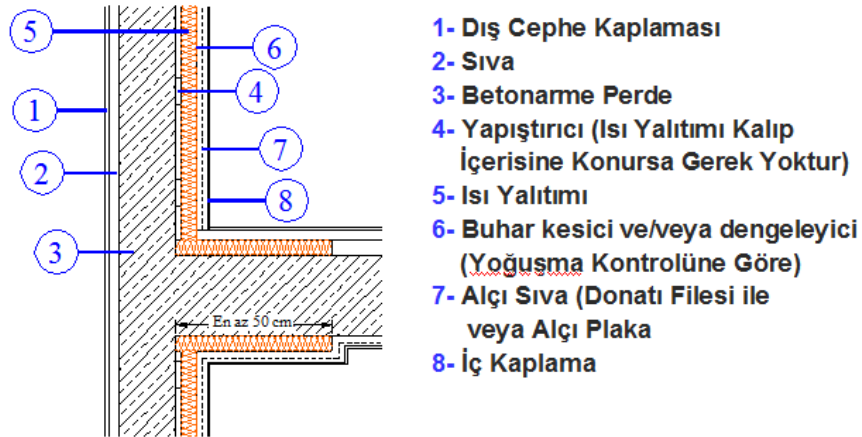 5
6
4
1
7
2
8
3
En az 50 cm
1- Dış Cephe Kaplaması
2- Sıva
3- Betonarme Perde
4- Yapıştırıcı (Isı Yalıtımı Kalıp
İçerisine Konursa Gerek Yoktur)
5- Isı Yalıtımı
6- Buhar kesici ve/veya dengeleyici
(Yoğuşma Kontrolüne Göre)
7- Alçı Sıva (Donatı Filesi ile
veya Alçı Plaka
8- İç Kaplama